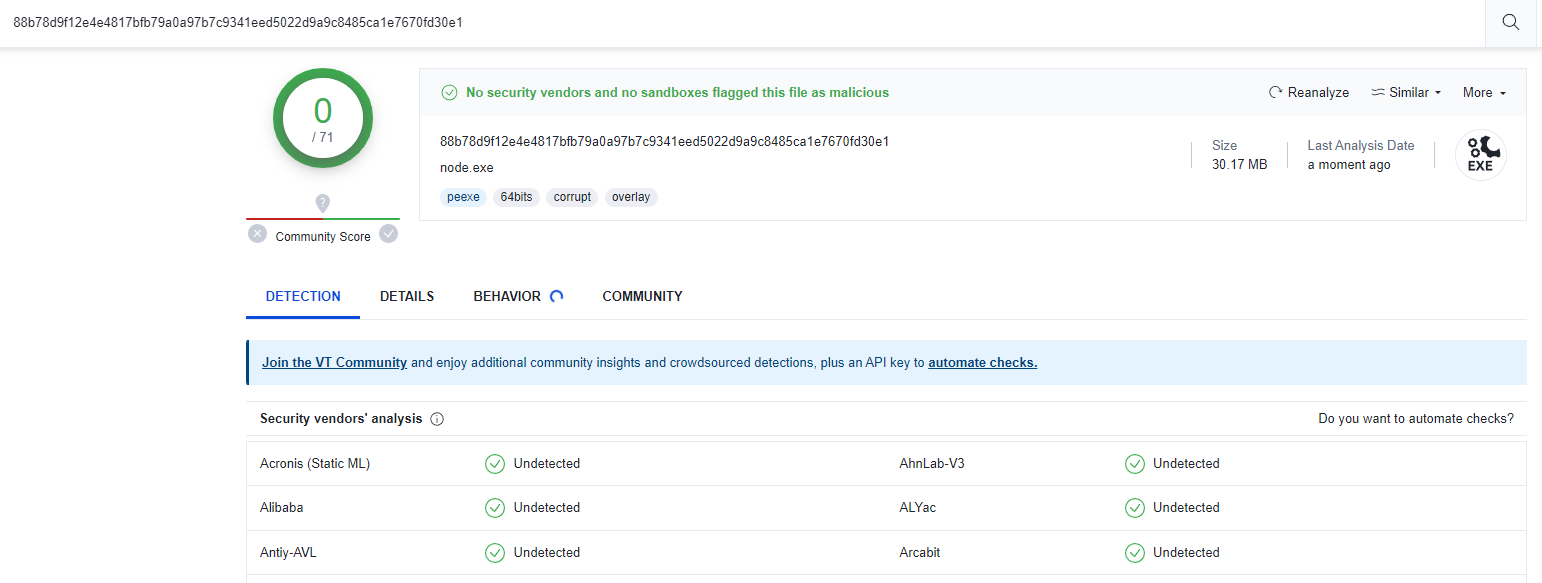 88b78d9f12e4e4817bfb79a0a97b7c9341eed5022d9a9c8485ca1e7670fd30e1
0
/ 71
?
Community Score
No security vendors and no sandboxes flagged this file as malicious
Reanalyze
Similar
More
88b78d9f12e4e4817bfb79a0a97b7c9341eed5022d9a9c8485ca1e7670fd30e1
node.exe
peexe
64bits
corrupt
overlay
Size
30.17 MB
Last Analysis Date
a moment ago
EXE
DETECTION
DETAILS
BEHAVIOR
COMMUNITY
Join the VT Community and enjoy additional community insights and crowdsourced detections, plus an API key to automate checks.
Security vendors' analysis
Do you want to automate checks?
Acronis (Static ML)
Undetected
AhnLab-V3
Undetected
Alibaba
Undetected
ALYac
Undetected
Antiy-AVL
Undetected
Arcabit
Undetected